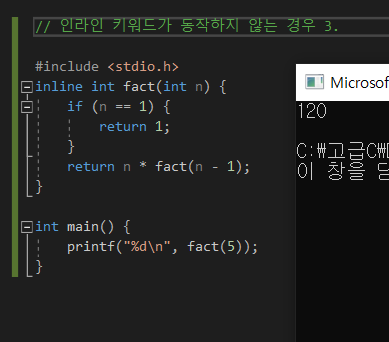 // 인라인 키워드가 동작하지 않는 경우 3.
#include <stdio.h>
inline int fact(int n) {
if (n == 1) {
return 1;
}
return n * fact(n - 1);
}
int main() {
printf("%d\n", fact(5));
}
Microsof
120
C:₩고급C₩
이 창을 닫